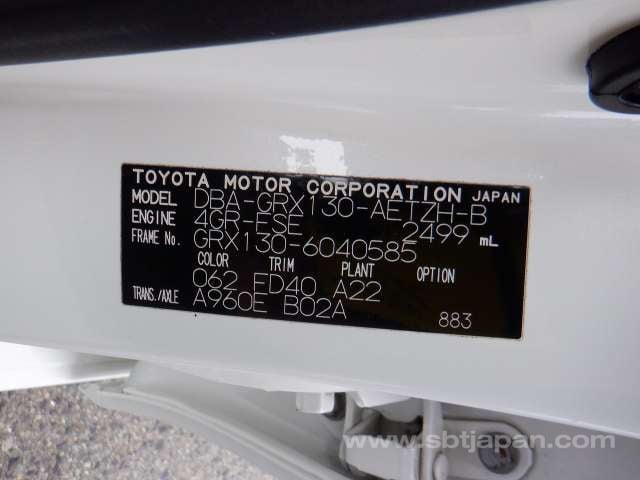 TOYOTA MOTOR CORPORATION JAPAN
MODEL DBA-GRX130-AETZH-B
ENGINE 4GR-FSE 2499 mL
FRAME No. GRX130-6040585
COLOR TRIM PLANT OPTION
062 FD40 A22
TRANS./AXLE A960E B02A
883
www.sbtjapan.com